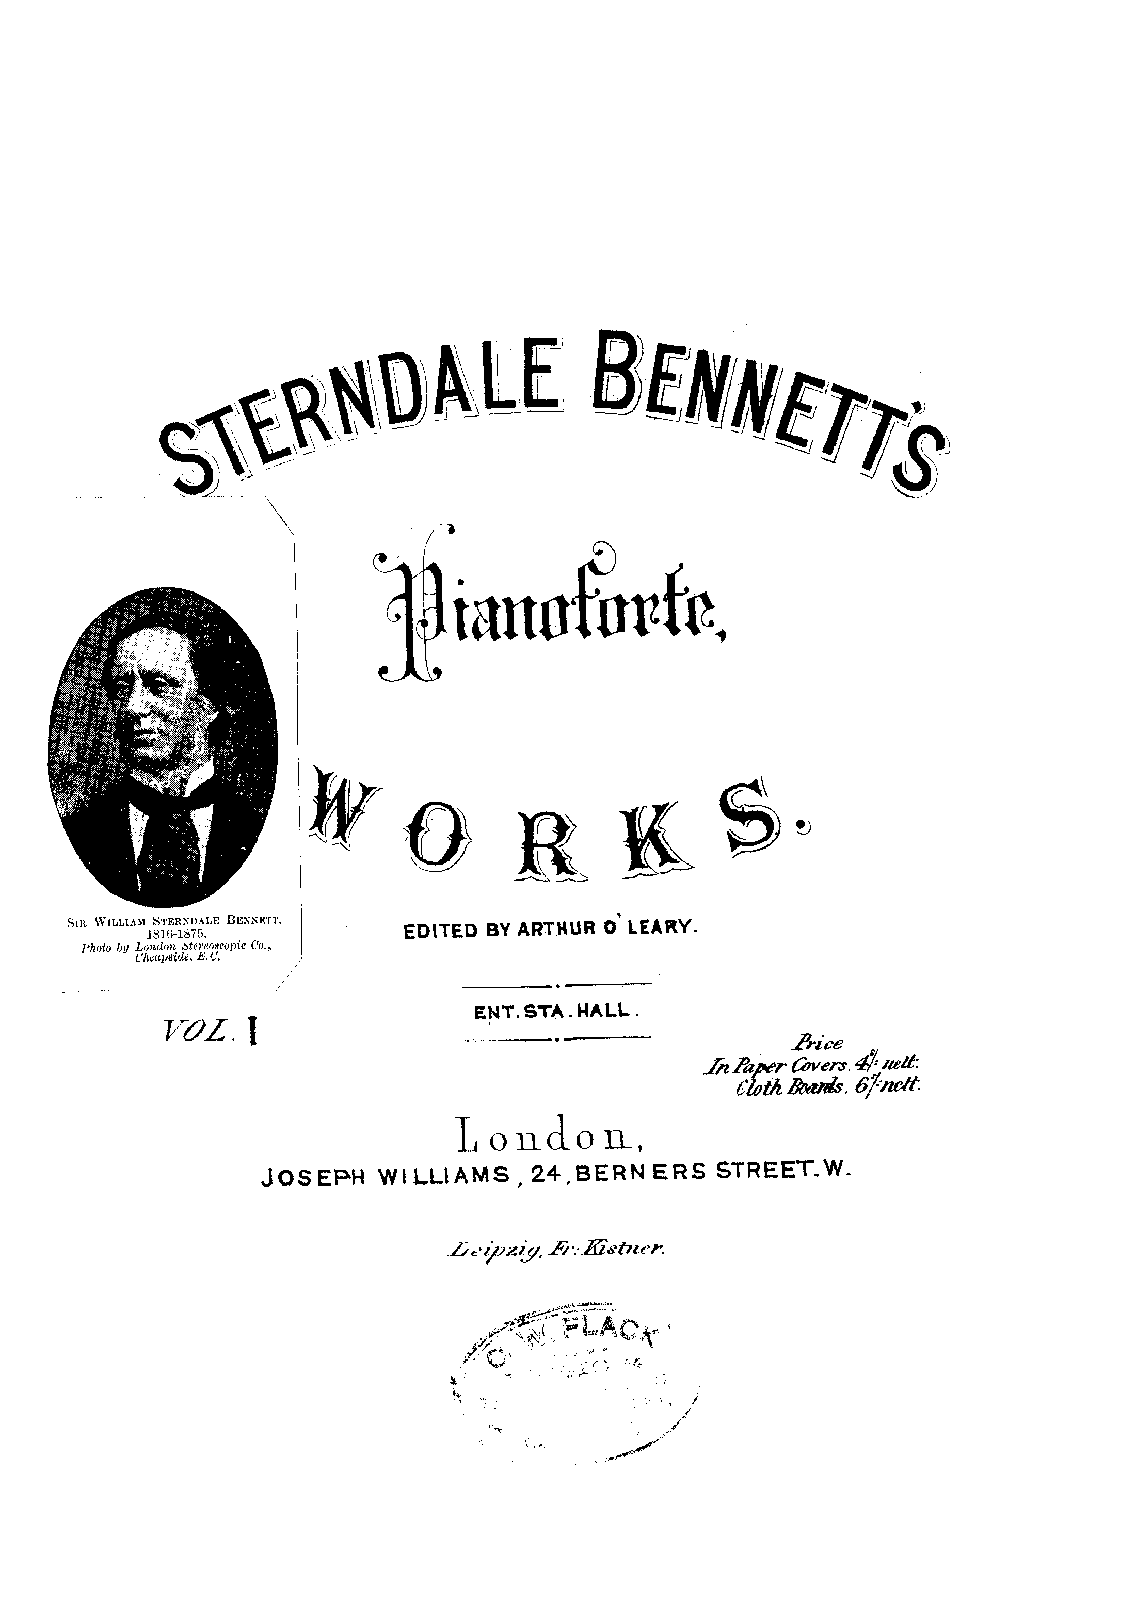 STERNDALE BENNETT'S
Pianoforte,
WORKS.
SIR WILLIAM STERNDALE BENNETT.
1816-1875.
Photo by London Stereoscopic Co.,
Cheapside, E.C.
EDITED BY ARTHUR O'LEARY.
ENT. STA. HALL.
VOL. I
Price
In Paper Covers. 4/- nett.
Cloth Boards. 6/- nett.
London,
JOSEPH WILLIAMS, 24, BERNERS STREET. W.
Leipzig, Fr. Kistner.
C. W. FLACK